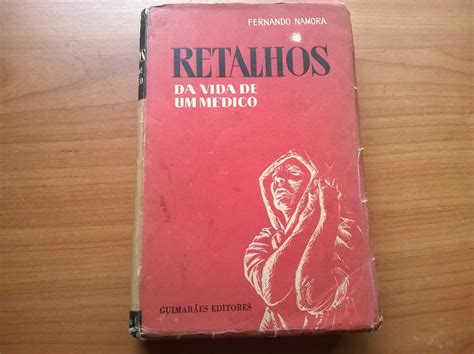 FERNANDO NAMORA
RETALHOS
DA VIDA DE
UM MEDICO
GUIMARÃES EDITORES